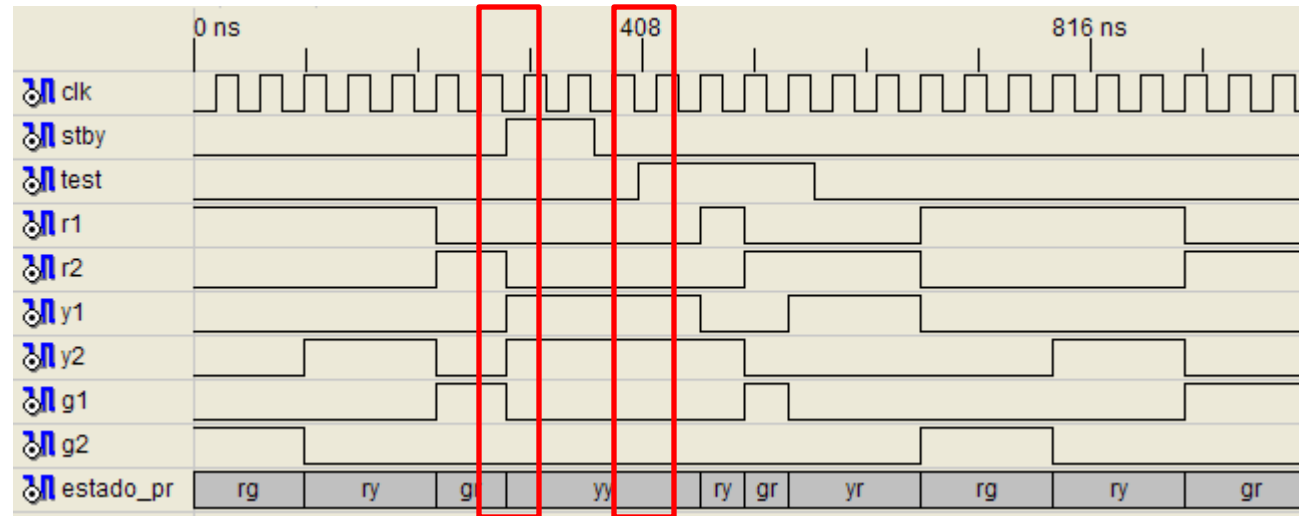 0 ns 408 816 ns
clk
stby
test
r1
r2
y1
y2
g1
g2
estado_pr rg ry gr yy ry gr yr rg ry gr